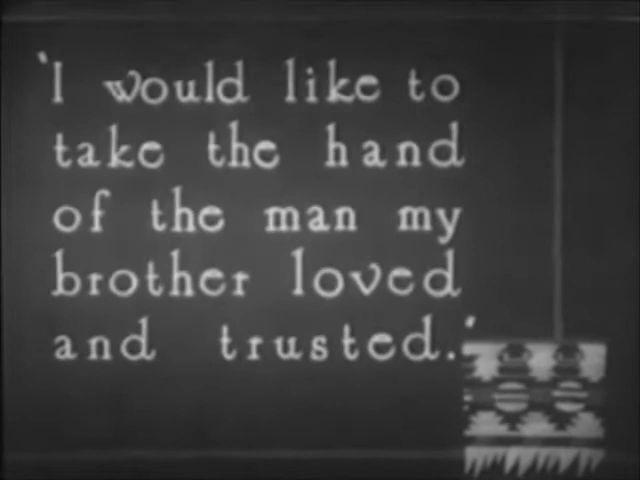 'I would like to
take the hand
of the man my
brother loved
and trusted.'